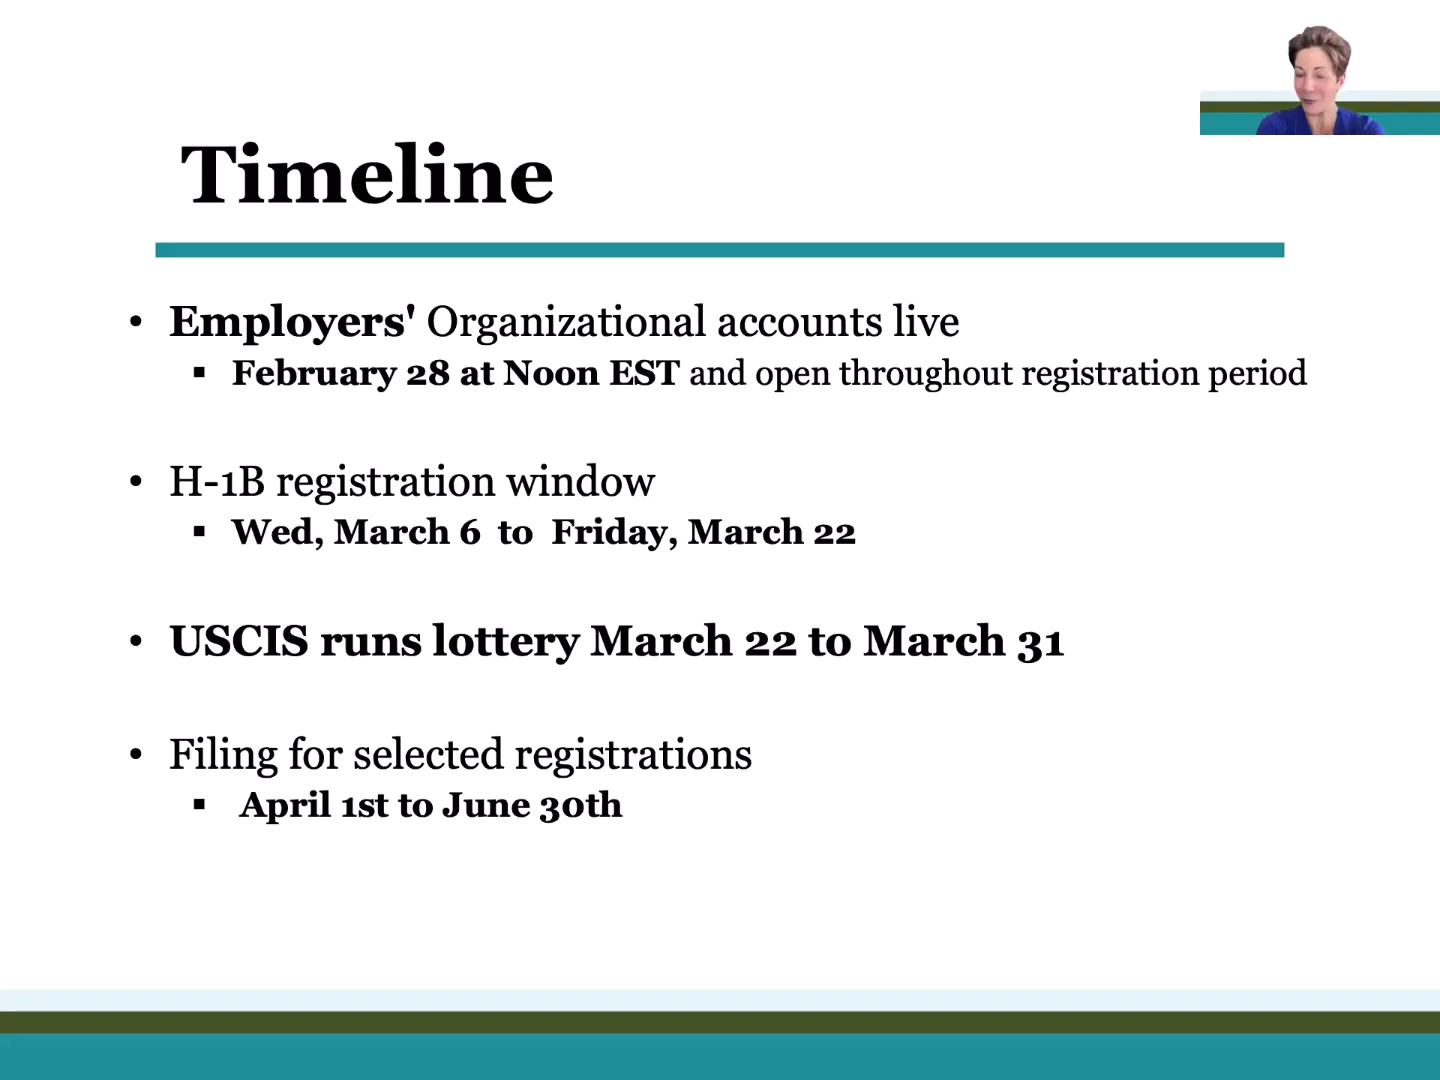 Timeline
• Employers' Organizational accounts live
▪ February 28 at Noon EST and open throughout registration period
• H-1B registration window
▪ Wed, March 6 to Friday, March 22
• USCIS runs lottery March 22 to March 31
• Filing for selected registrations
▪ April 1st to June 30th